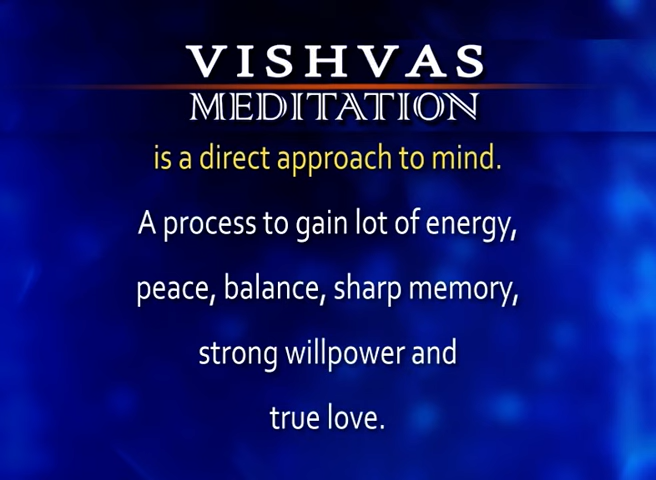 VISHVAS
MEDITATION
is a direct approach to mind.
A process to gain lot of energy,
peace, balance, sharp memory,
strong willpower and
true love.